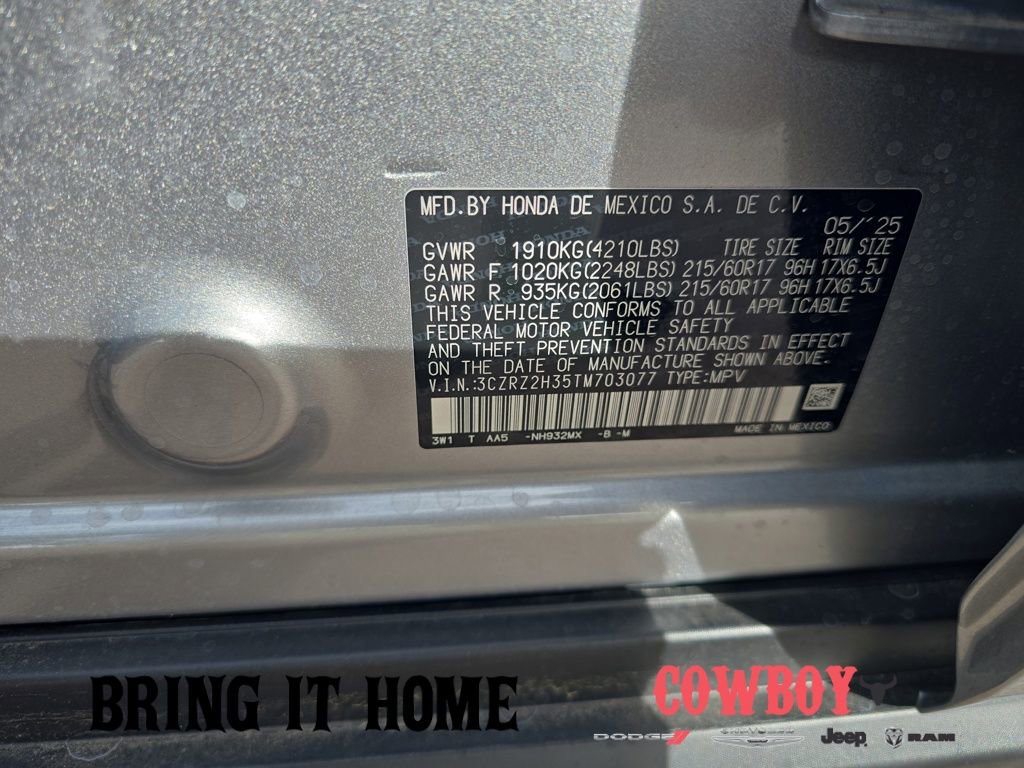 MFD.BY HONDA DE MEXICO S.A. DE C.V.
05/'25
GVWR 1910KG(4210LBS) TIRE SIZE RIM SIZE
GAWR F 1020KG(2248LBS) 215/60R17 96H 17X6.5J
GAWR R 935KG(2061LBS) 215/60R17 96H 17X6.5J
THIS VEHICLE CONFORMS TO ALL APPLICABLE
FEDERAL MOTOR VEHICLE SAFETY
AND THEFT PREVENTION STANDARDS IN EFFECT
ON THE DATE OF MANUFACTURE SHOWN ABOVE.
V.I.N.:3CZRZ2H35TM703077 TYPE:MPV
3W1 T AA5 -NH932MX -B -M MADE IN MEXICO
BRING IT HOME
COWBOY
DODGE CHRYSLER Jeep RAM